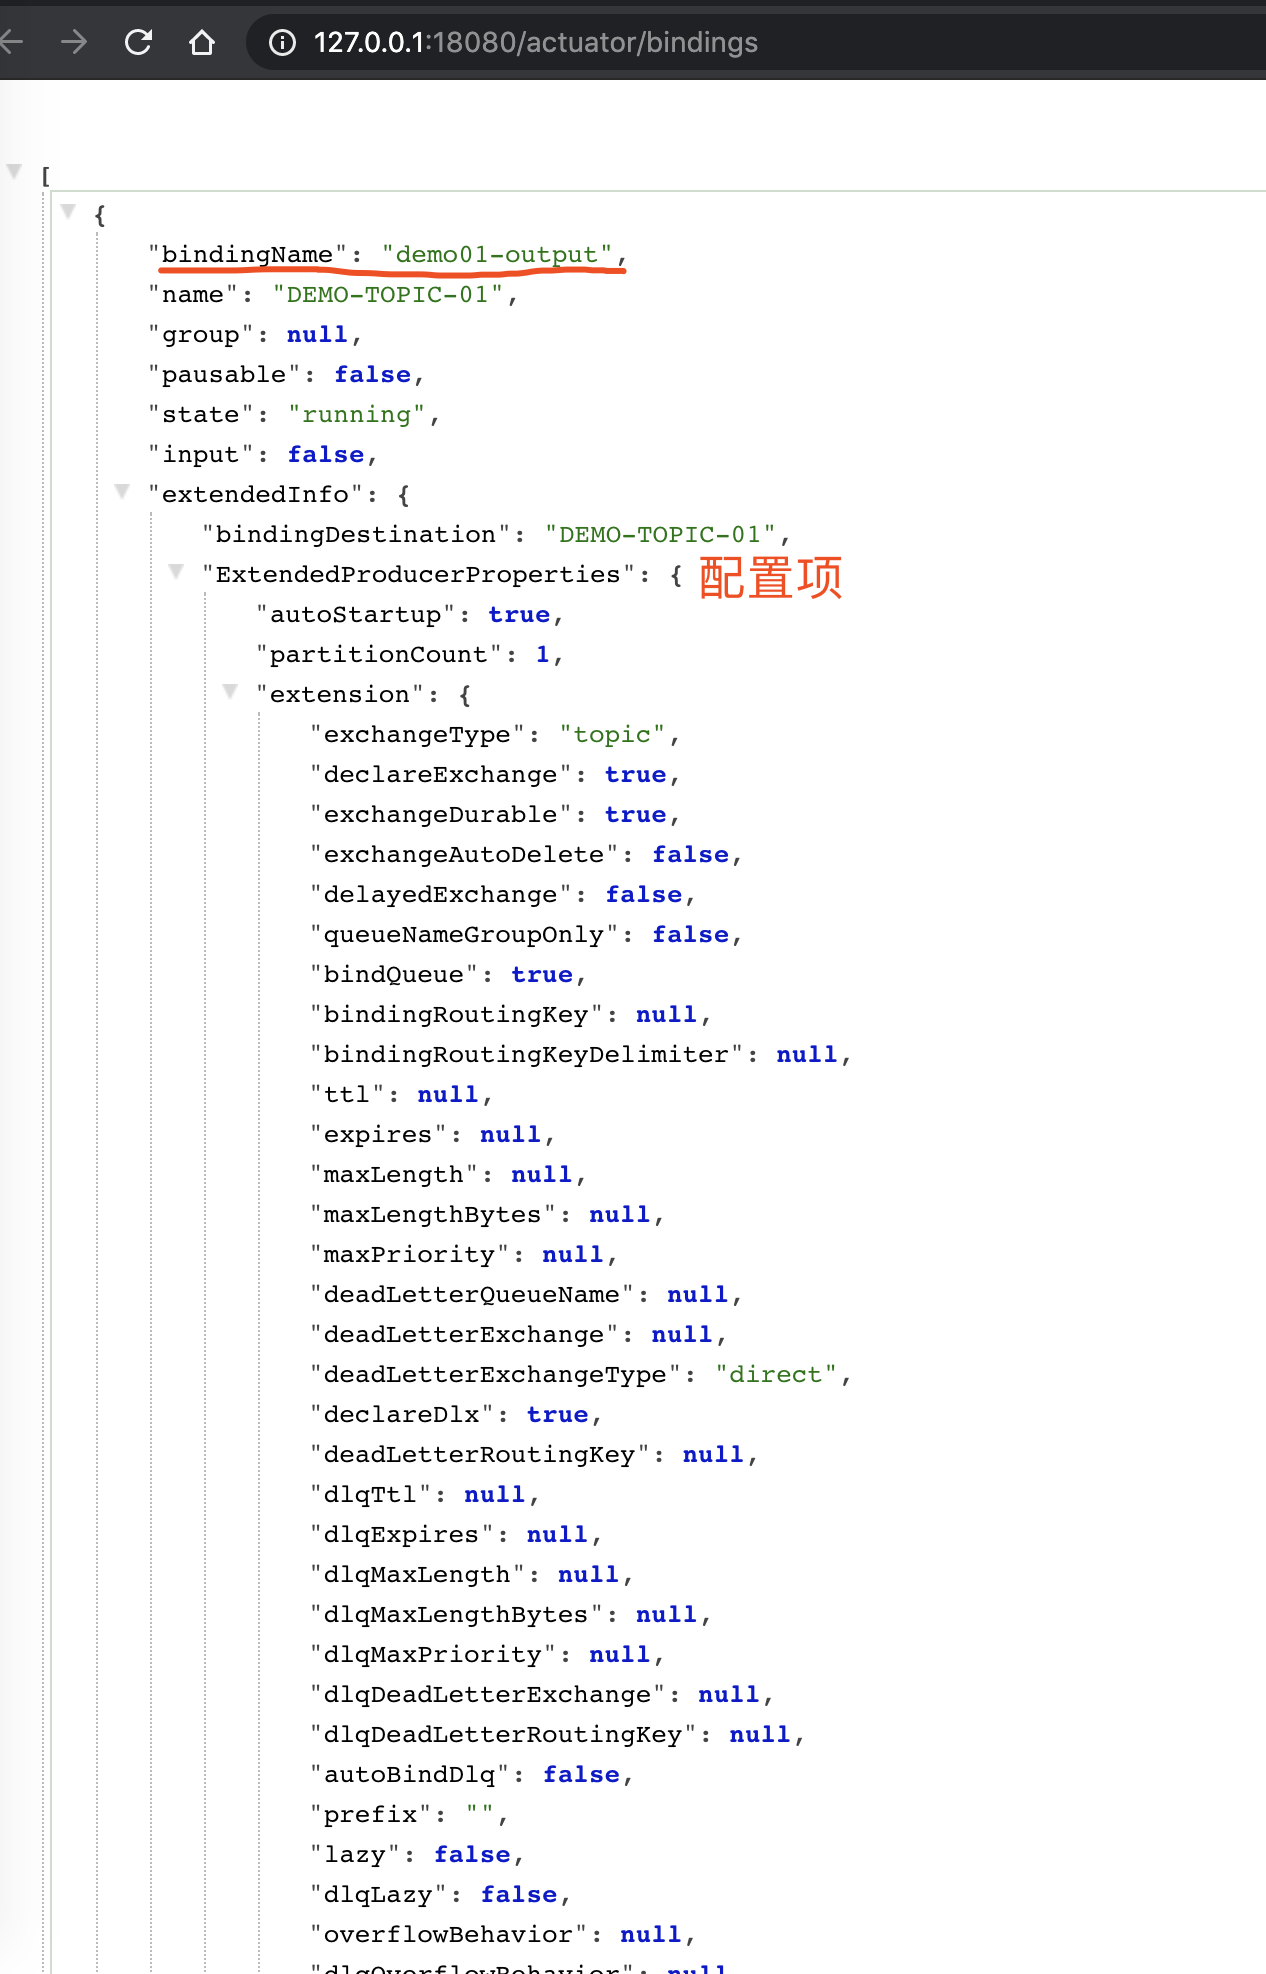 127.0.0.1:18080/actuator/bindings
[
{
"bindingName": "demo01-output",
"name": "DEMO-TOPIC-01",
"group": null,
"pausable": false,
"state": "running",
"input": false,
"extendedInfo": {
"bindingDestination": "DEMO-TOPIC-01",
"ExtendedProducerProperties": { 配置项
"autoStartup": true,
"partitionCount": 1,
"extension": {
"exchangeType": "topic",
"declareExchange": true,
"exchangeDurable": true,
"exchangeAutoDelete": false,
"delayedExchange": false,
"queueNameGroupOnly": false,
"bindQueue": true,
"bindingRoutingKey": null,
"bindingRoutingKeyDelimiter": null,
"ttl": null,
"expires": null,
"maxLength": null,
"maxLengthBytes": null,
"maxPriority": null,
"deadLetterQueueName": null,
"deadLetterExchange": null,
"deadLetterExchangeType": "direct",
"declareDlx": true,
"deadLetterRoutingKey": null,
"dlqTtl": null,
"dlqExpires": null,
"dlqMaxLength": null,
"dlqMaxLengthBytes": null,
"dlqMaxPriority": null,
"dlqDeadLetterExchange": null,
"dlqDeadLetterRoutingKey": null,
"autoBindDlq": false,
"prefix": "",
"lazy": false,
"dlqLazy": false,
"overflowBehavior": null,
"dlqOverflowBehavior": null